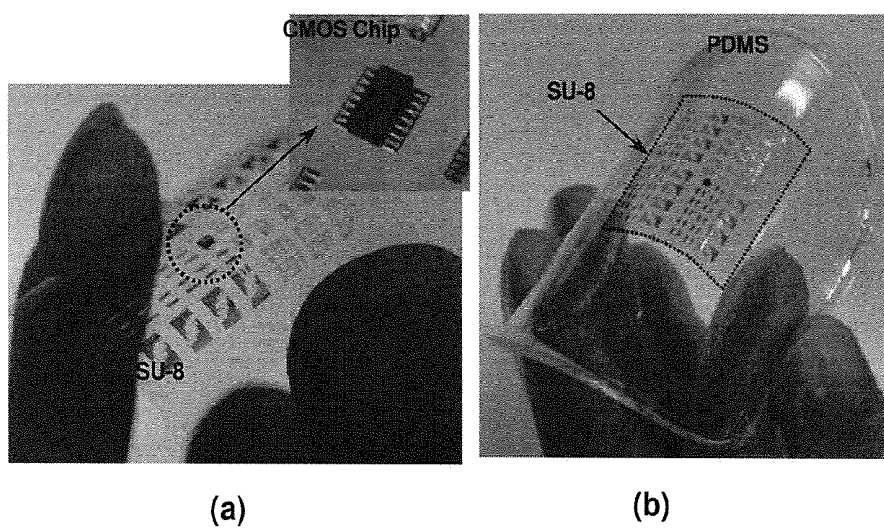 CMOS Chip
SU-8
(a)
PDMS
SU-8
(b)